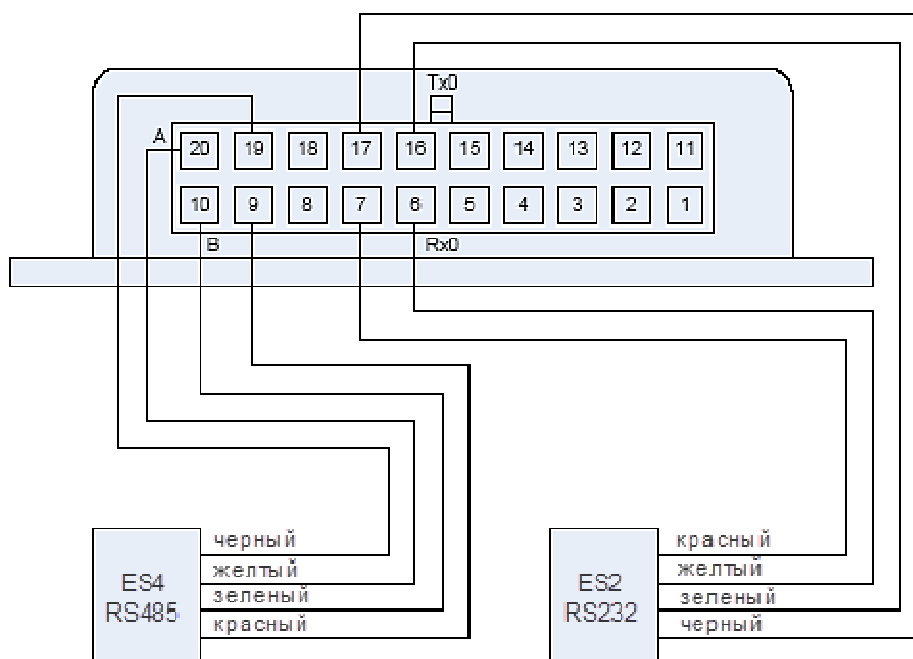 Tx0
A
20 19 18 17 16 15 14 13 12 11
10 9 8 7 6 5 4 3 2 1
B Rx0
ES4
RS485
черный
желтый
зеленый
красный
ES2
RS232
красный
желтый
зеленый
черный